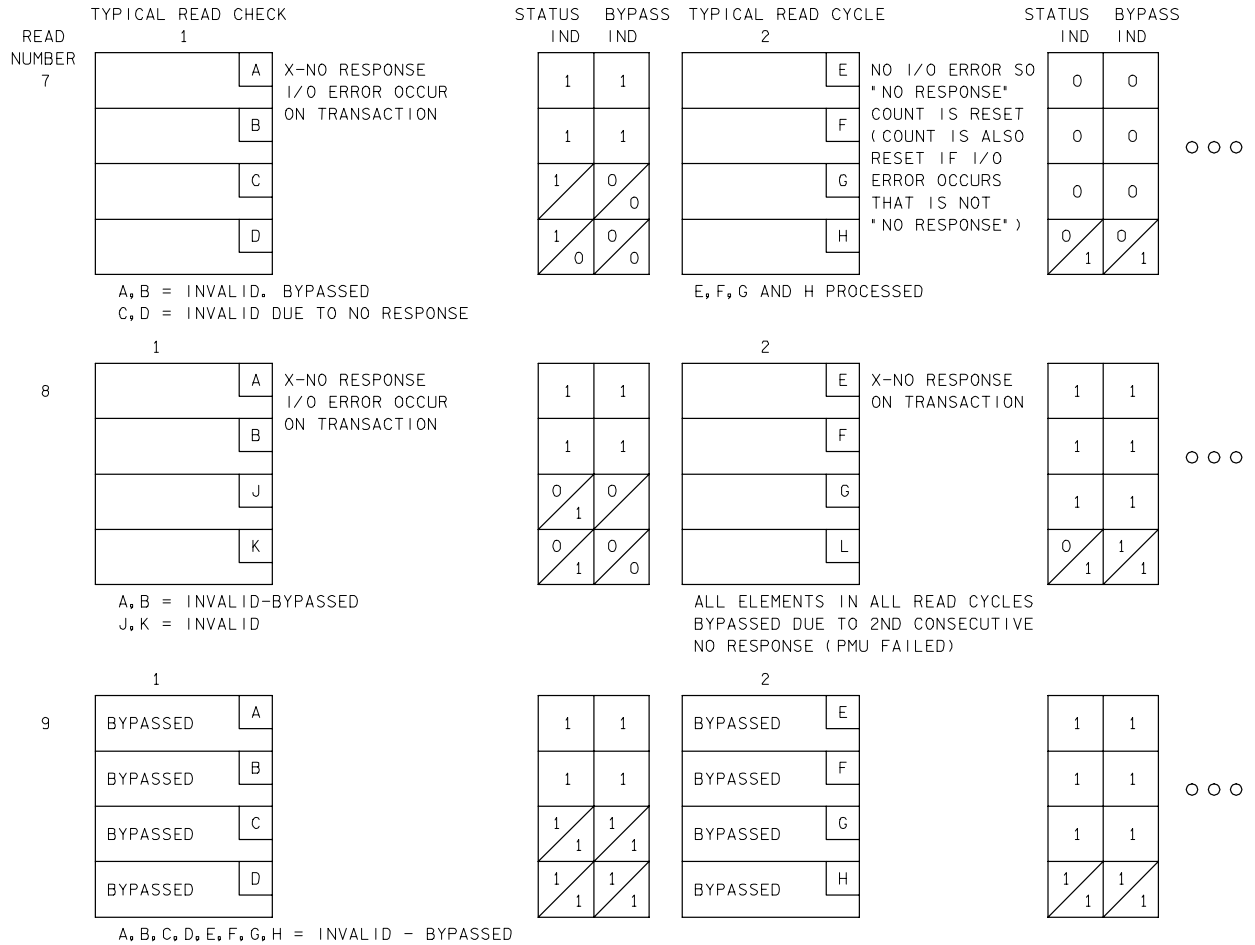 TYPICAL READ CHECK STATUS BYPASS TYPICAL READ CYCLE STATUS BYPASS
READ 1 IND IND 2 IND IND
NUMBER
7
A X-NO RESPONSE 1 1 E NO I/O ERROR SO 0 0
I/O ERROR OCCUR "NO RESPONSE"
ON TRANSACTION COUNT IS RESET
B 1 1 F (COUNT IS ALSO 0 0
RESET IF I/O
C 1 0 0 G ERROR OCCURS 0 0
THAT IS NOT
D 1 0 0 0 H "NO RESPONSE") 0 1 0 1
A,B = INVALID. BYPASSED E,F,G AND H PROCESSED
C,D = INVALID DUE TO NO RESPONSE
1 2
8 A X-NO RESPONSE 1 1 E X-NO RESPONSE 1 1
I/O ERROR OCCUR ON TRANSACTION
ON TRANSACTION
B 1 1 F 1 1
J 0 1 0 G 1 1
K 0 1 0 0 L 0 1 1 1
A,B = INVALID-BYPASSED ALL ELEMENTS IN ALL READ CYCLES
J,K = INVALID BYPASSED DUE TO 2ND CONSECUTIVE
NO RESPONSE (PMU FAILED)
1 2
9 BYPASSED A 1 1 BYPASSED E 1 1
BYPASSED B 1 1 BYPASSED F 1 1
BYPASSED C 1 1 1 1 BYPASSED G 1 1
BYPASSED D 1 1 1 1 BYPASSED H 1 1 1 1
A,B,C,D,E,F,G,H = INVALID - BYPASSED